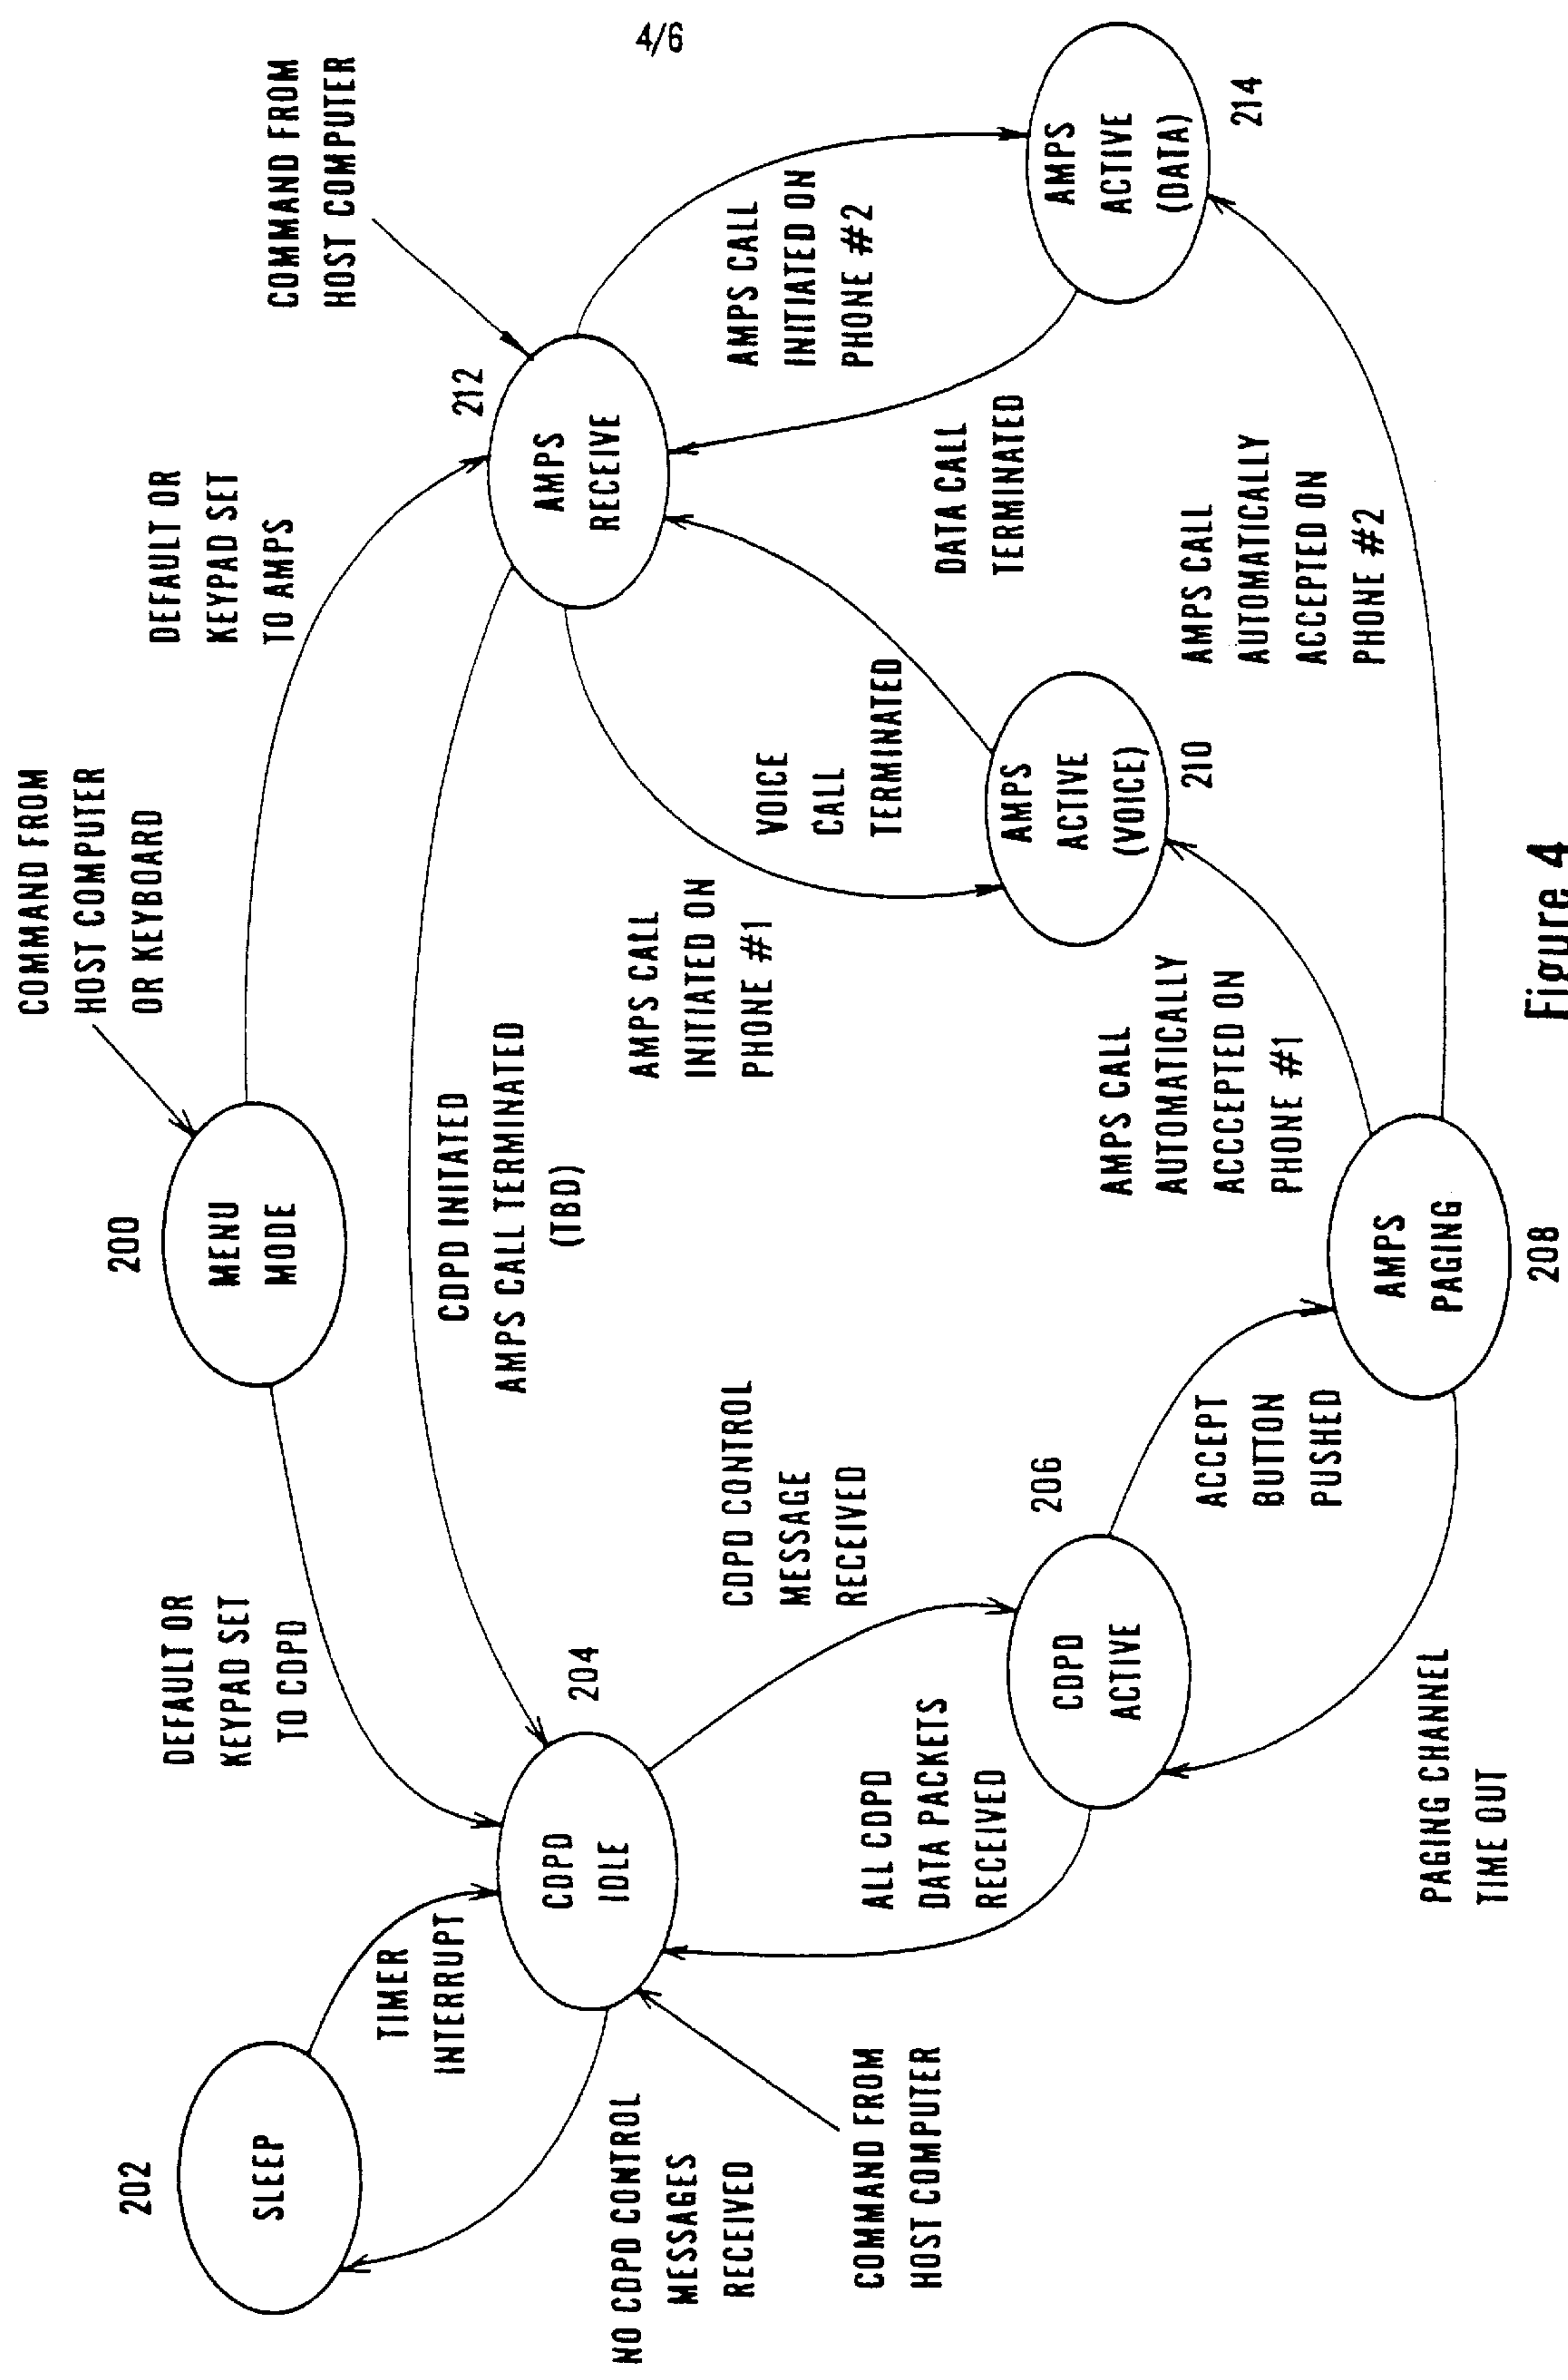 4/6
COMMAND FROM
HOST COMPUTER
OR KEYBOARD
200
MENU
MODE
DEFAULT OR
KEYPAD SET
TO CDPD
DEFAULT OR
KEYPAD SET
TO AMPS
COMMAND FROM
HOST COMPUTER
202
SLEEP
TIMER
INTERRUPT
204
CDPD
IDLE
CDPD INITIATED
AMPS CALL TERMINATED
(TBD)
212
AMPS
RECEIVE
NO CDPD CONTROL
MESSAGES
RECEIVED
COMMAND FROM
HOST COMPUTER
ALL CDPD
DATA PACKETS
RECEIVED
CDPD CONTROL
MESSAGE
RECEIVED
AMPS CALL
INITIATED ON
PHONE #1
VOICE
CALL
TERMINATED
AMPS CALL
INITIATED ON
PHONE #2
DATA CALL
TERMINATED
206
CDPD
ACTIVE
AMPS
ACTIVE
(VOICE)
210
AMPS
ACTIVE
(DATA)
214
ACCEPT
BUTTON
PUSHED
AMPS CALL
AUTOMATICALLY
ACCCEPTED ON
PHONE #1
AMPS CALL
AUTOMATICALLY
ACCEPTED ON
PHONE #2
PAGING CHANNEL
TIME OUT
AMPS
PAGING
208
Figure 4